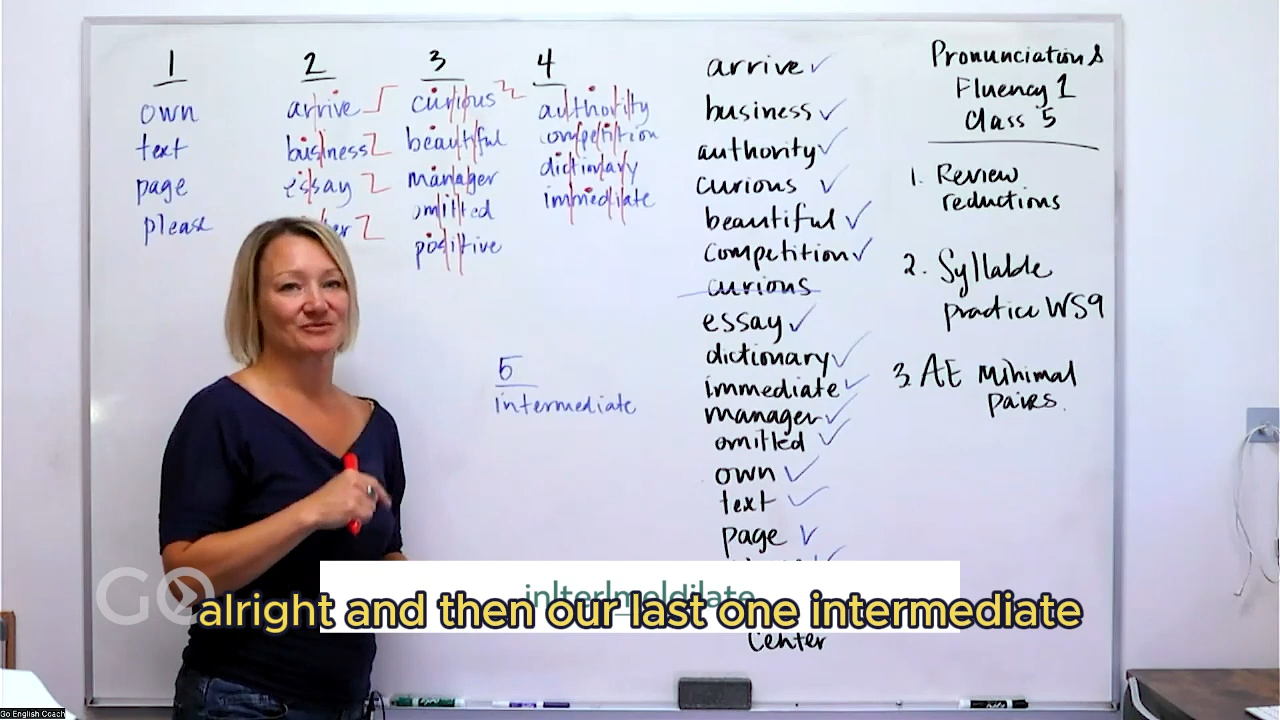 1
own
text
page
please
2
arrive
business
essay
3
curious
beautiful
manager
omitted
positive
4
authority
competition
dictionary
immediate
5
intermediate
arrive
business
authority
curious
beautiful
competition
curious
essay
dictionary
immediate
manager
omitted
own
text
page
center
Pronunciation &
Fluency 1
Class 5
1. Review
reductions
2. Syllable
practice WS9
3. AE Minimal
pairs.
GO
in|ter|me|di|ate
alright and then our last one intermediate
Go English Coach